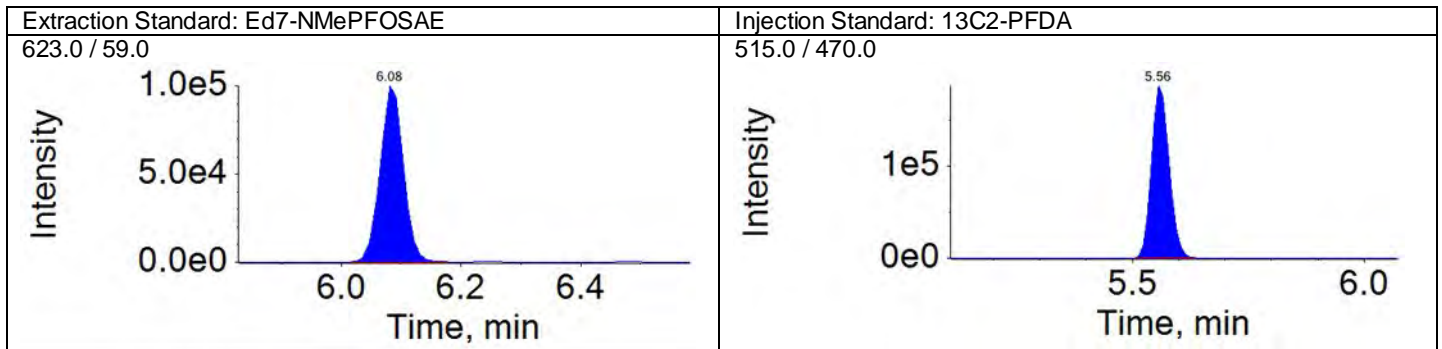 Extraction Standard: Ed7-NMePFOSAE
623.0 / 59.0
6.08
1.0e5
5.0e4
0.0e0
Intensity
6.0 6.2 6.4
Time, min
Injection Standard: 13C2-PFDA
515.0 / 470.0
5.56
1e5
0e0
Intensity
5.5 6.0
Time, min